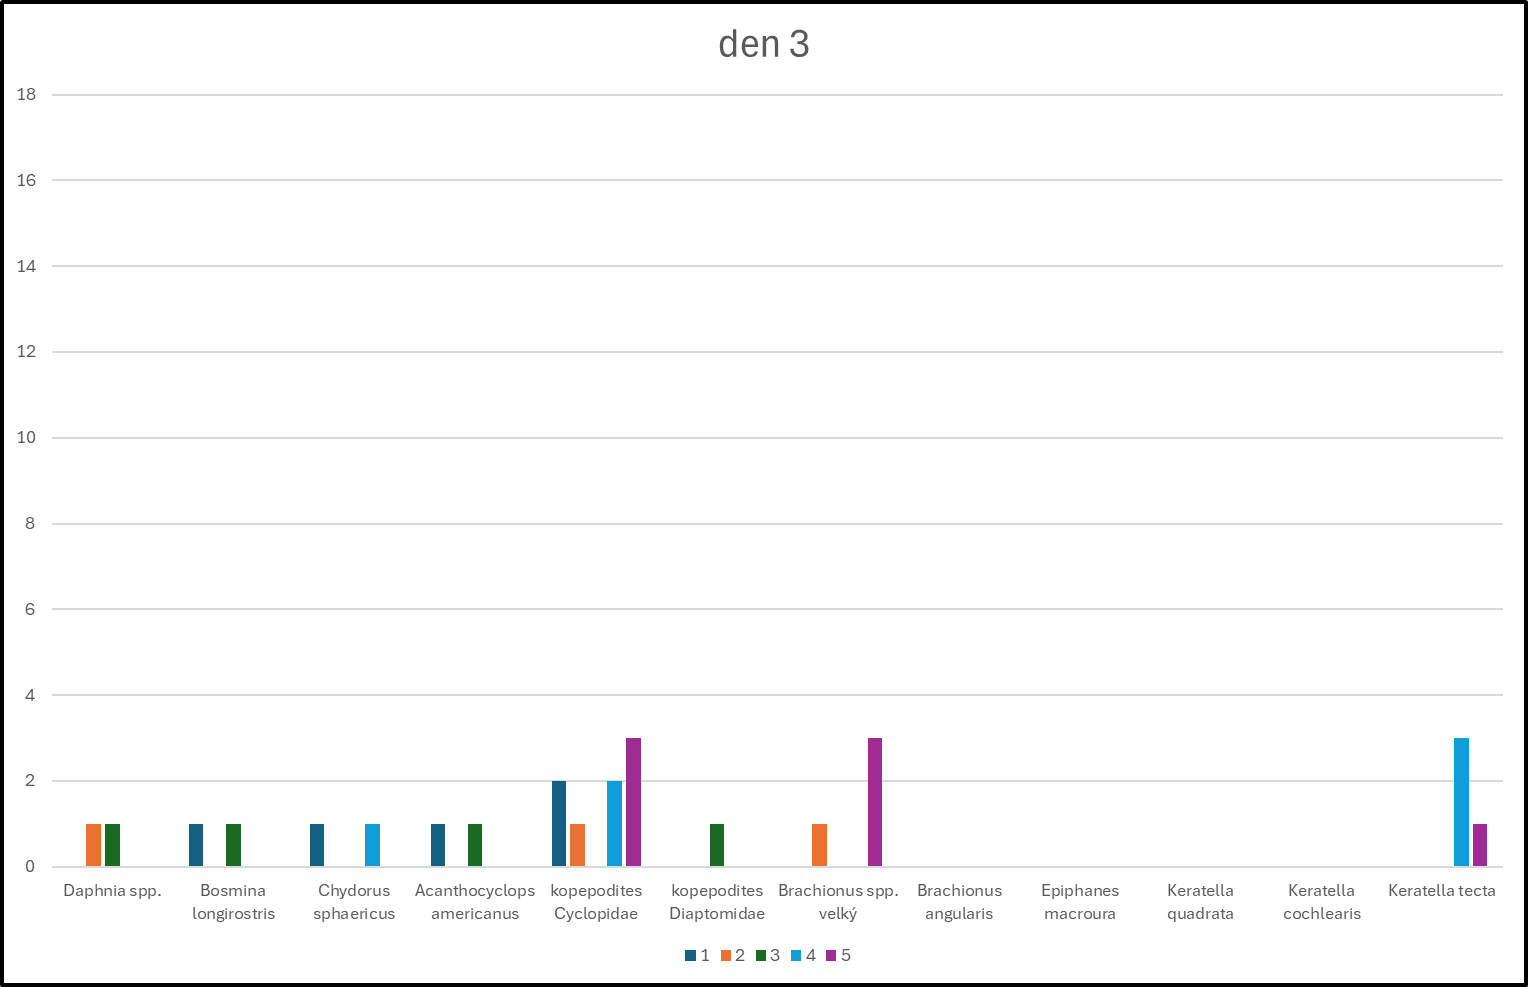 den 3
18
16
14
12
10
8
6
4
2
0
Daphnia spp.
Bosmina
longirostris
Chydorus
sphaericus
Acanthocyclops
americanus
kopepodites
Cyclopidae
kopepodites
Diaptomidae
Brachionus spp.
velký
Brachionus
angularis
Epiphanes
macroura
Keratella
quadrata
Keratella
cochlearis
Keratella tecta
1 2 3 4 5